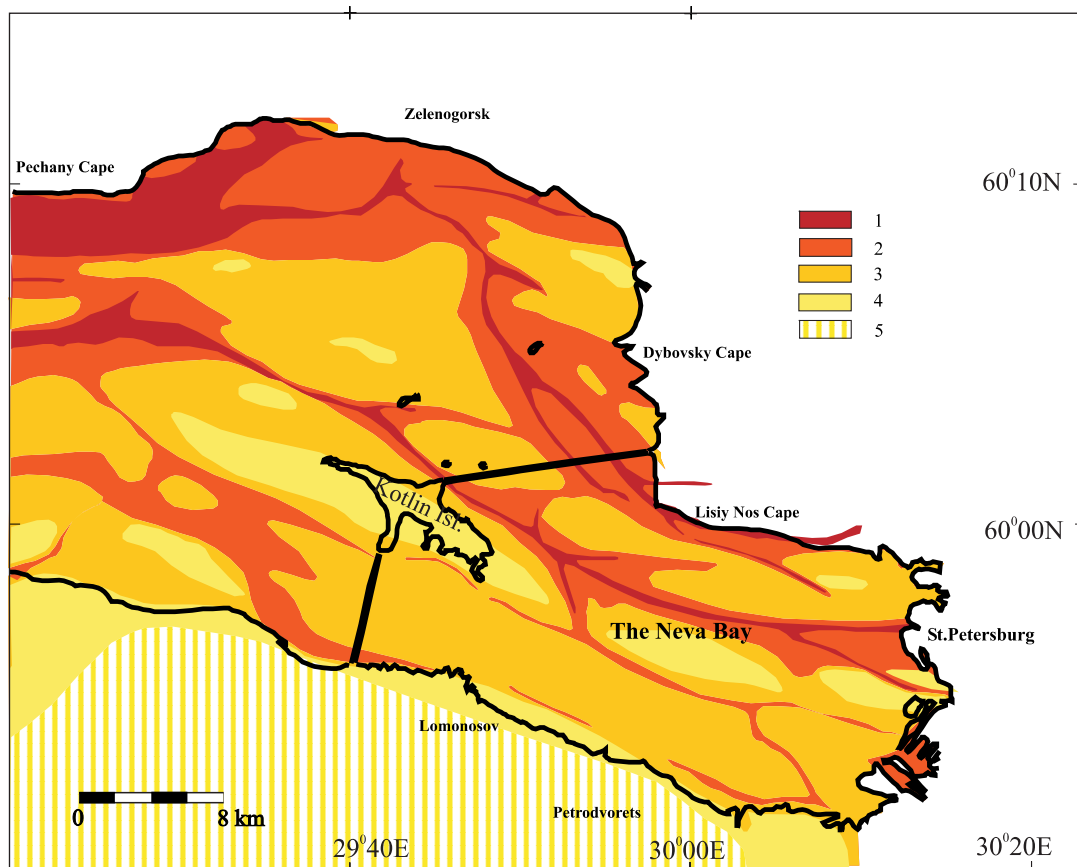 Zelenogorsk
Pechany Cape
60⁰10N
1
2
3
4
5
Dybovsky Cape
Kotlin Isr.
Lisiy Nos Cape
60⁰00N
The Neva Bay
St.Petersburg
Lomonosov
0 8 km
Petrodvorets
29⁰40E
30⁰00E
30⁰20E